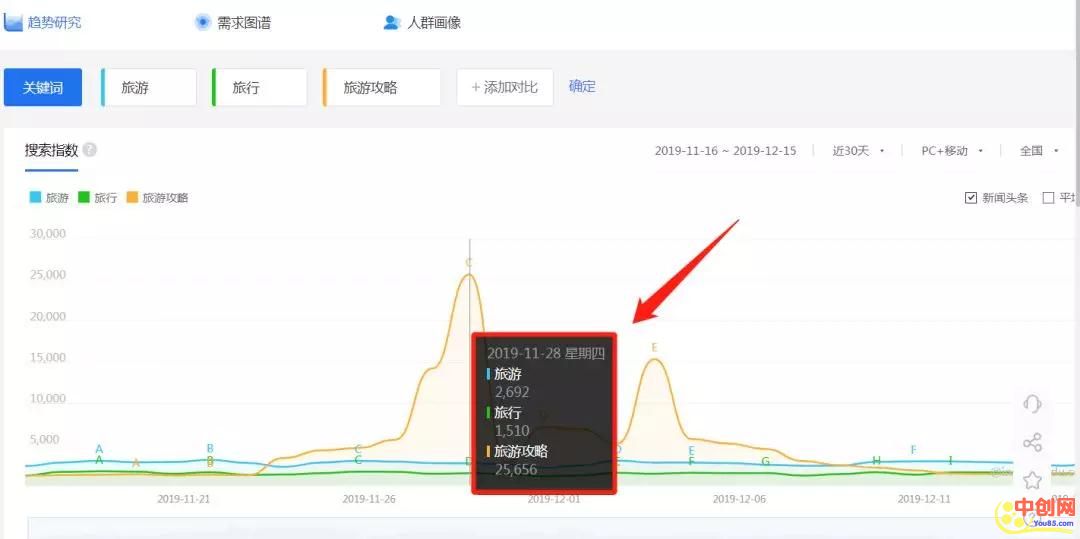 趋势研究 需求图谱 人群画像
关键词 旅游 旅行 旅游攻略 + 添加对比 确定
搜索指数 ? 2019-11-16 ~ 2019-12-15 近30天 PC+移动 全国
旅游 旅行 旅游攻略 新闻头条
30,000
C
25,000
20,000
2019-11-28 星期四
E
15,000
旅游
2,692
10,000
旅行
1,510
5,000
旅游攻略
25,656
A B C D E F
A B C D F G H I
A B
2019-11-21 2019-11-26 2019-12-01 2019-12-06 2019-12-11
中创网
You85.com